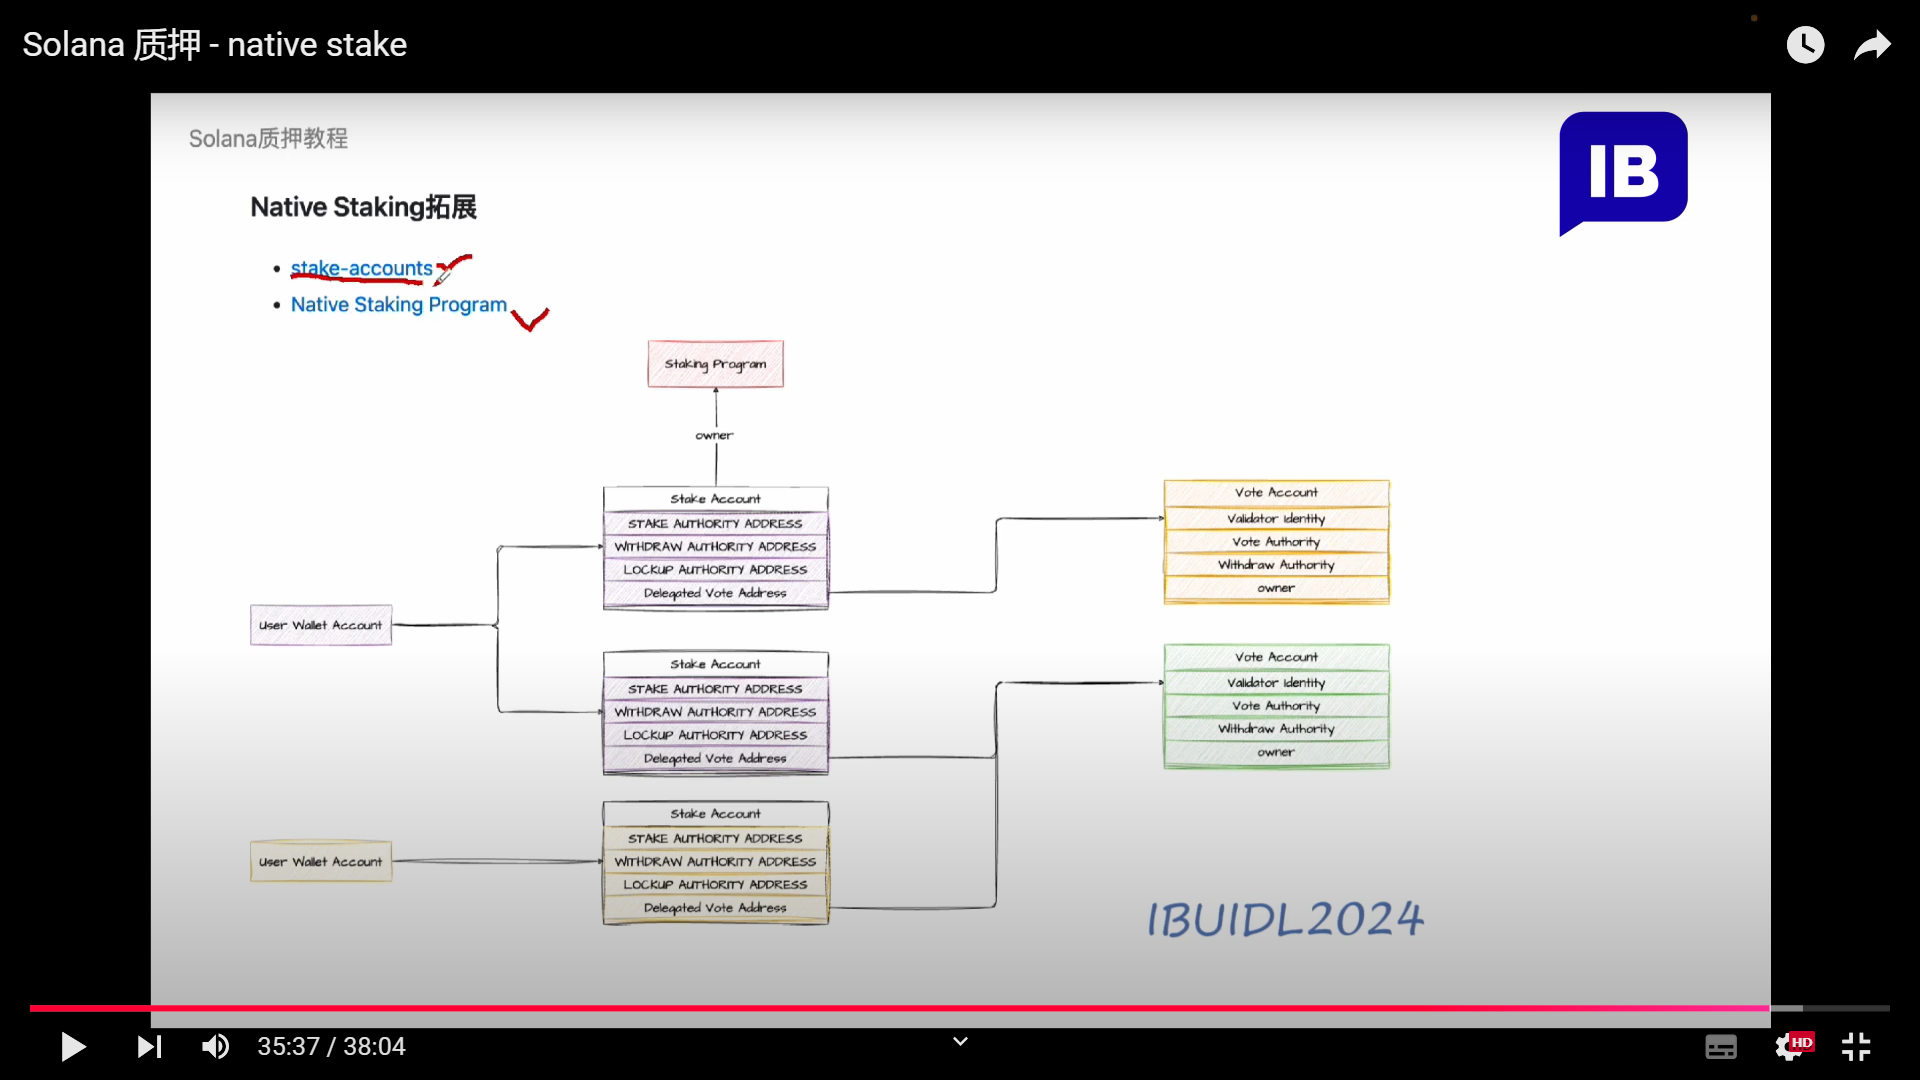 Solana 质押 - native stake
Solana质押教程
IB
Native Staking拓展
stake-accounts
Native Staking Program
Staking Program
owner
Stake Account
STAKE AUTHORITY ADDRESS
WITHDRAW AUTHORITY ADDRESS
LOCKUP AUTHORITY ADDRESS
Delegated Vote Address
Vote Account
Validator Identity
Vote Authority
Withdraw Authority
owner
User Wallet Account
Stake Account
STAKE AUTHORITY ADDRESS
WITHDRAW AUTHORITY ADDRESS
LOCKUP AUTHORITY ADDRESS
Delegated Vote Address
Vote Account
Validator Identity
Vote Authority
Withdraw Authority
owner
User Wallet Account
Stake Account
STAKE AUTHORITY ADDRESS
WITHDRAW AUTHORITY ADDRESS
LOCKUP AUTHORITY ADDRESS
Delegated Vote Address
IBUIDL2024
35:37 / 38:04
HD